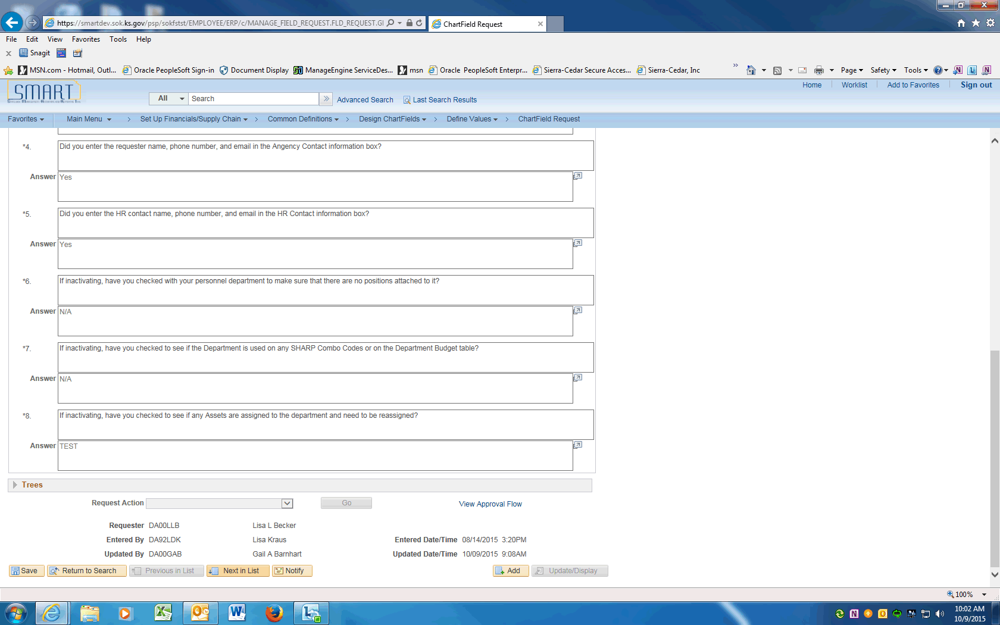 https://smartdev.sok.ks.gov/psp/sokfstst/EMPLOYEE/ERP/c/MANAGE_FIELD_REQUEST.FLD_REQUEST.GI
ChartField Request
File Edit View Favorites Tools Help
x Snagit
MSN.com - Hotmail, Outl... Oracle PeopleSoft Sign-in Document Display ManageEngine ServiceDes... msn Oracle PeopleSoft Enterpr... Sierra-Cedar Secure Acces... Sierra-Cedar, Inc » Page Safety Tools
SMART
Home Worklist Add to Favorites Sign out
All Search » Advanced Search Last Search Results
Favorites Main Menu > Set Up Financials/Supply Chain > Common Definitions > Design ChartFields > Define Values > ChartField Request
*4. Did you enter the requester name, phone number, and email in the Angency Contact information box?
Answer Yes
*5. Did you enter the HR contact name, phone number, and email in the HR Contact information box?
Answer Yes
*6. If inactivating, have you checked with your personnel department to make sure that there are no positions attached to it?
Answer N/A
*7. If inactivating, have you checked to see if the Department is used on any SHARP Combo Codes or on the Department Budget table?
Answer N/A
*8. If inactivating, have you checked to see if any Assets are assigned to the department and need to be reassigned?
Answer TEST
Trees
Request Action Go View Approval Flow
Requester DA00LLB Lisa L Becker
Entered By DA92LDK Lisa Kraus Entered Date/Time 08/14/2015 3:20PM
Updated By DA00GAB Gail A Barnhart Updated Date/Time 10/09/2015 9:08AM
Save Return to Search Previous in List Next in List Notify Add Update/Display
100%
10:02 AM
10/9/2015